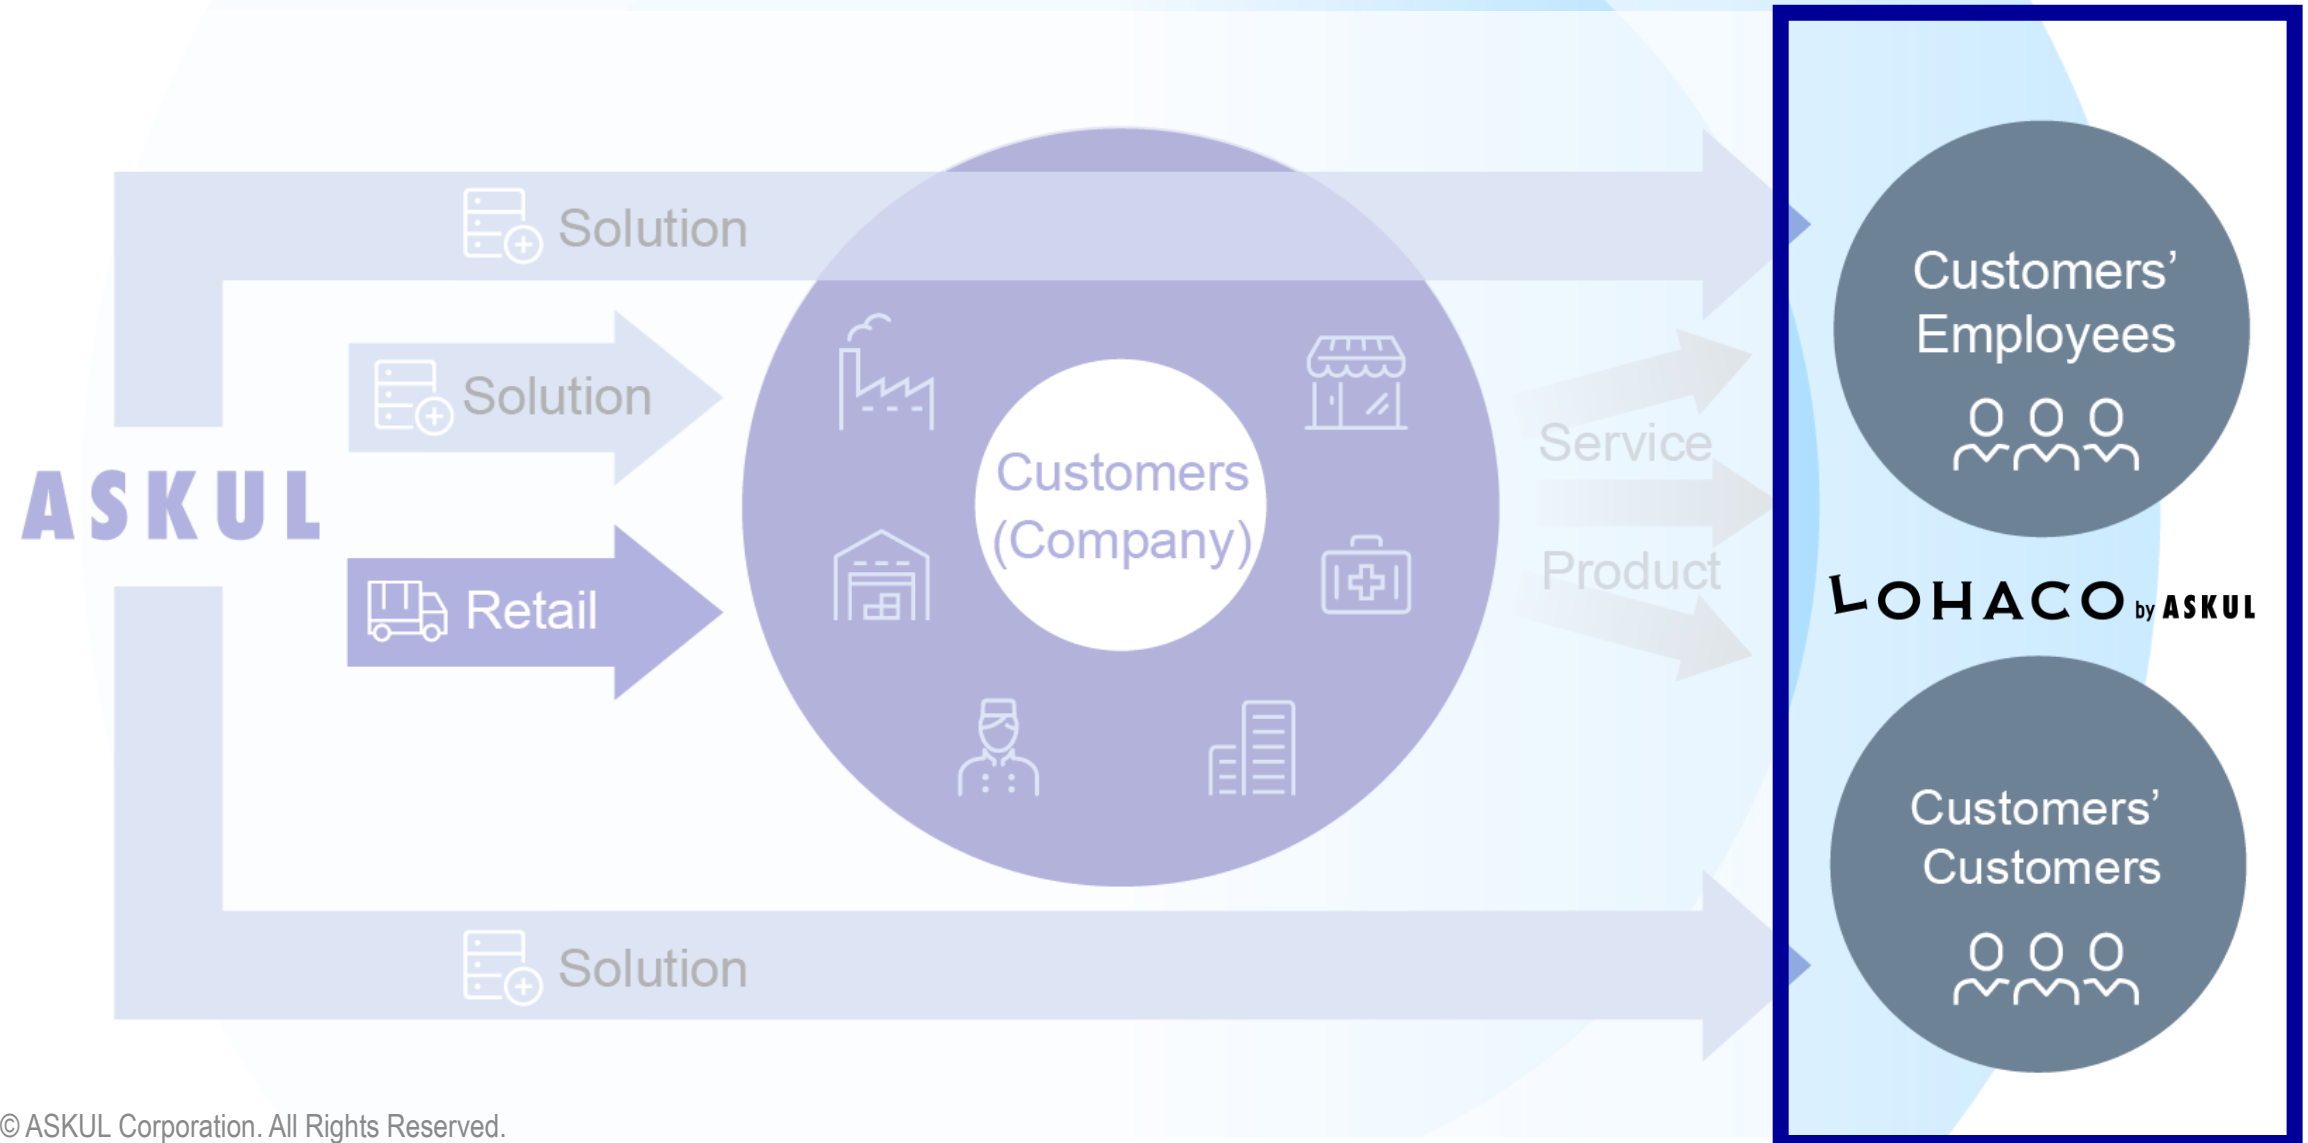 Solution
Solution
ASKUL
Retail
Solution
Customers
(Company)
Service
Product
Customers’
Employees
LOHACO by ASKUL
Customers’
Customers
© ASKUL Corporation. All Rights Reserved.